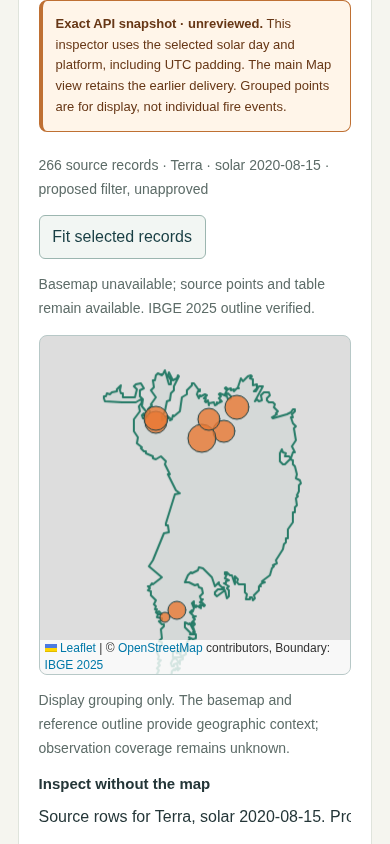 Exact API snapshot · unreviewed. This
inspector uses the selected solar day and
platform, including UTC padding. The main Map
view retains the earlier delivery. Grouped points
are for display, not individual fire events.
266 source records · Terra · solar 2020-08-15 ·
proposed filter, unapproved
Fit selected records
Basemap unavailable; source points and table
remain available. IBGE 2025 outline verified.
Leaflet | © OpenStreetMap contributors, Boundary:
IBGE 2025
Display grouping only. The basemap and
reference outline provide geographic context;
observation coverage remains unknown.
Inspect without the map
Source rows for Terra, solar 2020-08-15. Pro